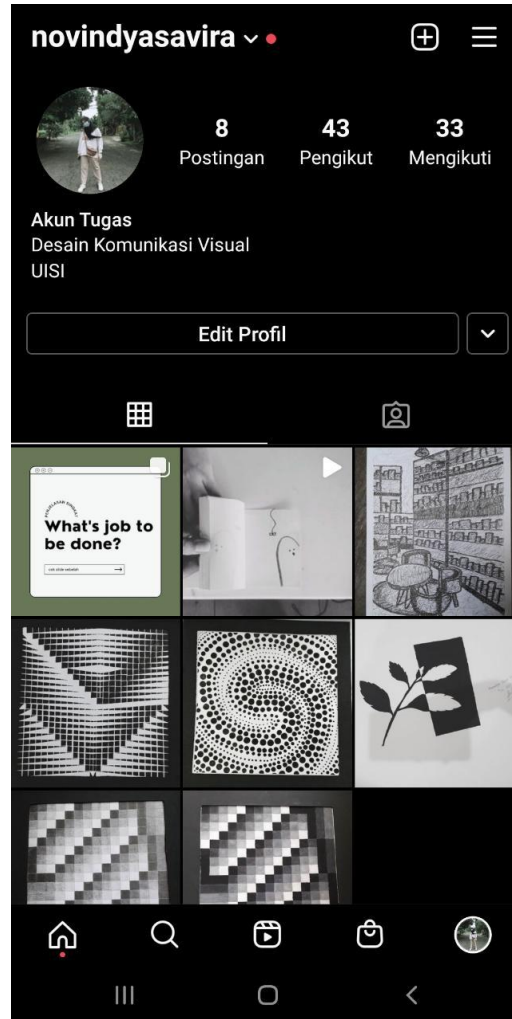 novindyasavira
8 43 33
Postingan Pengikut Mengikuti
Akun Tugas
Desain Komunikasi Visual
UISI
Edit Profil
What's job to
be done?